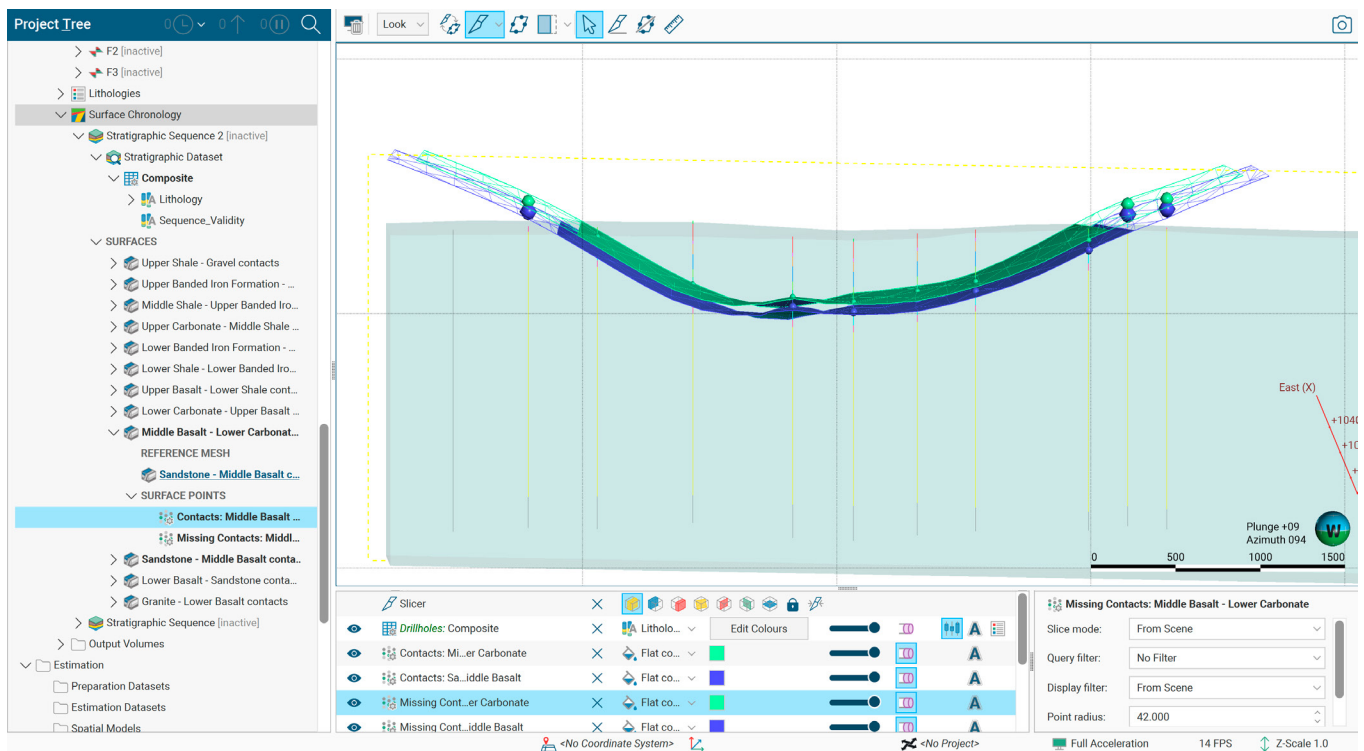 Project Tree 0 0 0
Look
F2 [inactive]
F3 [inactive]
Lithologies
Surface Chronology
Stratigraphic Sequence 2 [inactive]
Stratigraphic Dataset
Composite
Lithology
Sequence_Validity
SURFACES
Upper Shale - Gravel contacts
Upper Banded Iron Formation - ...
Middle Shale - Upper Banded Iro...
Upper Carbonate - Middle Shale ...
Lower Banded Iron Formation - ...
Lower Shale - Lower Banded Iro...
Upper Basalt - Lower Shale cont...
Lower Carbonate - Upper Basalt ...
Middle Basalt - Lower Carbonat...
REFERENCE MESH
Sandstone - Middle Basalt c...
SURFACE POINTS
Contacts: Middle Basalt ...
Missing Contacts: Middl...
Sandstone - Middle Basalt conta..
Lower Basalt - Sandstone conta...
Granite - Lower Basalt contacts
Stratigraphic Sequence [inactive]
Output Volumes
Estimation
Preparation Datasets
Estimation Datasets
Spatial Models
East (X)
+1040
+10
+
W
Plunge +09
Azimuth 094
0 500 1000 1500
Slicer
Drillholes: Composite Litholo... Edit Colours A
Contacts: Mi...er Carbonate Flat co... A
Contacts: Sa...iddle Basalt Flat co... A
Missing Cont...er Carbonate Flat co... A
Missing Cont...iddle Basalt Flat co... A
Missing Contacts: Middle Basalt - Lower Carbonate
Slice mode: From Scene
Query filter: No Filter
Display filter: From Scene
Point radius: 42.000
<No Coordinate System> <No Project> Full Acceleration 14 FPS Z-Scale 1.0